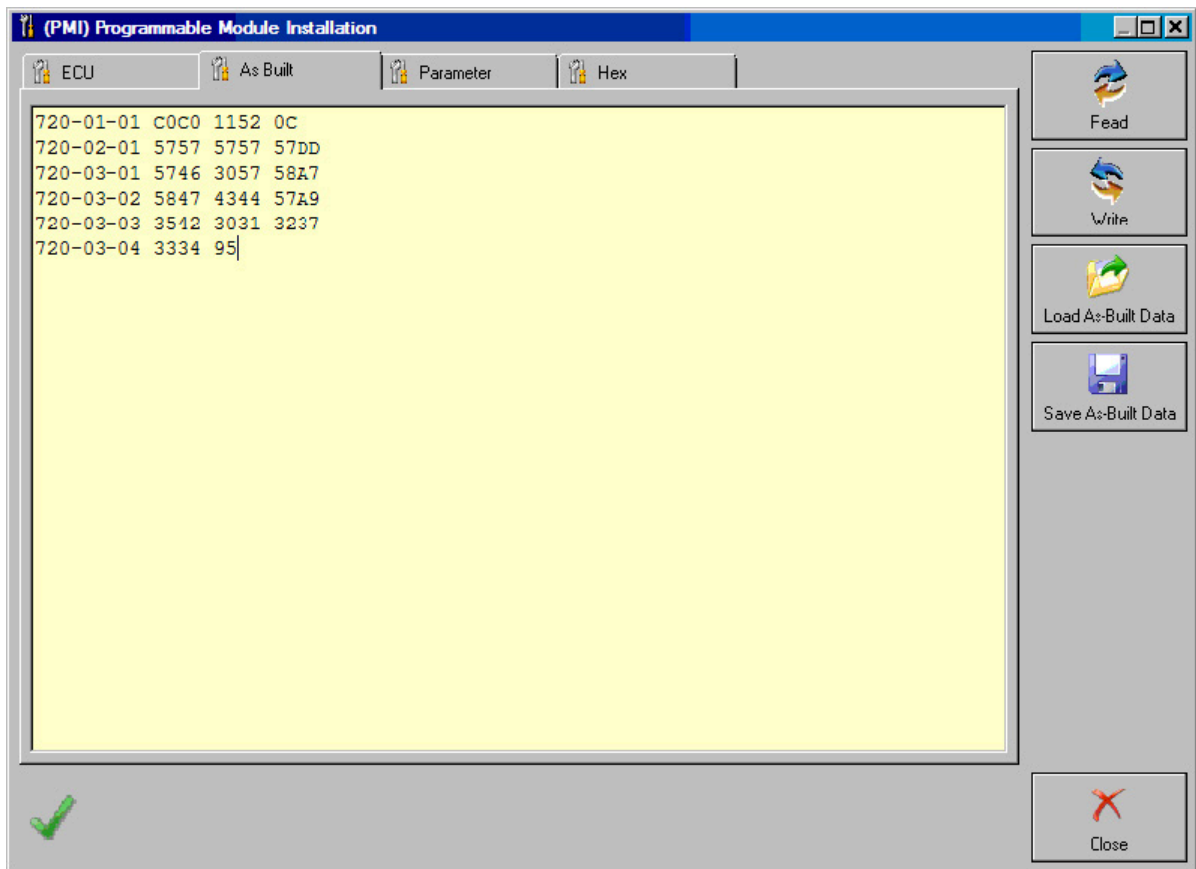 (PMI) Programmable Module Installation
ECU
As Built
Parameter
Hex
720-01-01 C0C0 1152 0C
720-02-01 5757 5757 57DD
720-03-01 5746 3057 58A7
720-03-02 5847 4344 57A9
720-03-03 3542 3031 3237
720-03-04 3334 95
Fead
Write
Load As-Built Data
Save As-Built Data
Close